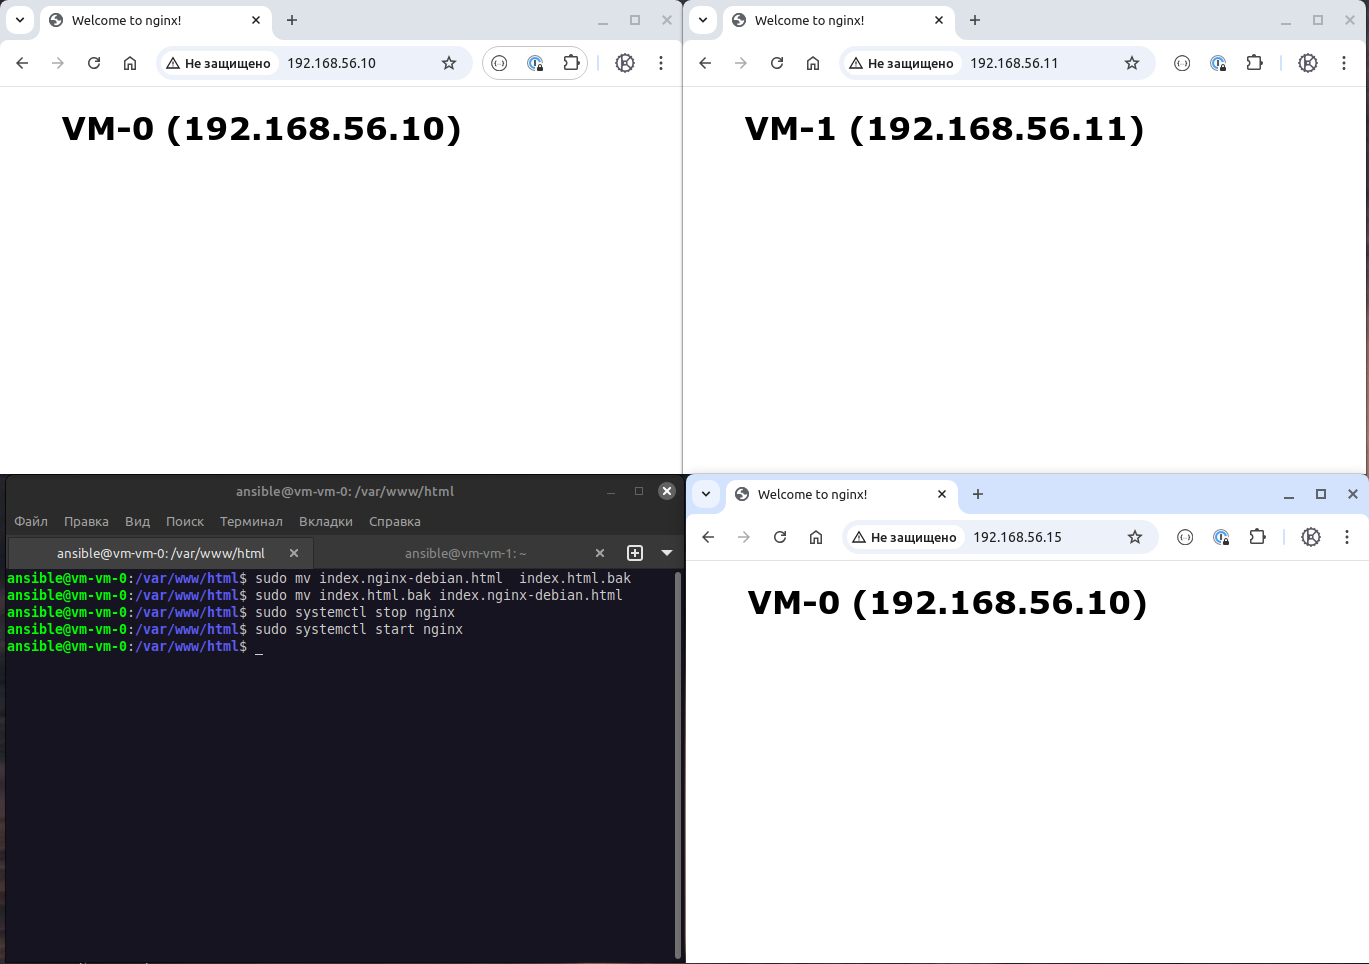 Welcome to nginx!
Не защищено 192.168.56.10
VM-0 (192.168.56.10)
Welcome to nginx!
Не защищено 192.168.56.11
VM-1 (192.168.56.11)
ansible@vm-vm-0: /var/www/html
Файл Правка Вид Поиск Терминал Вкладки Справка
ansible@vm-vm-0: /var/www/html ansible@vm-vm-1: ~
ansible@vm-vm-0:/var/www/html$ sudo mv index.nginx-debian.html  index.html.bak
ansible@vm-vm-0:/var/www/html$ sudo mv index.html.bak index.nginx-debian.html
ansible@vm-vm-0:/var/www/html$ sudo systemctl stop nginx
ansible@vm-vm-0:/var/www/html$ sudo systemctl start nginx
ansible@vm-vm-0:/var/www/html$ _
Welcome to nginx!
Не защищено 192.168.56.15
VM-0 (192.168.56.10)